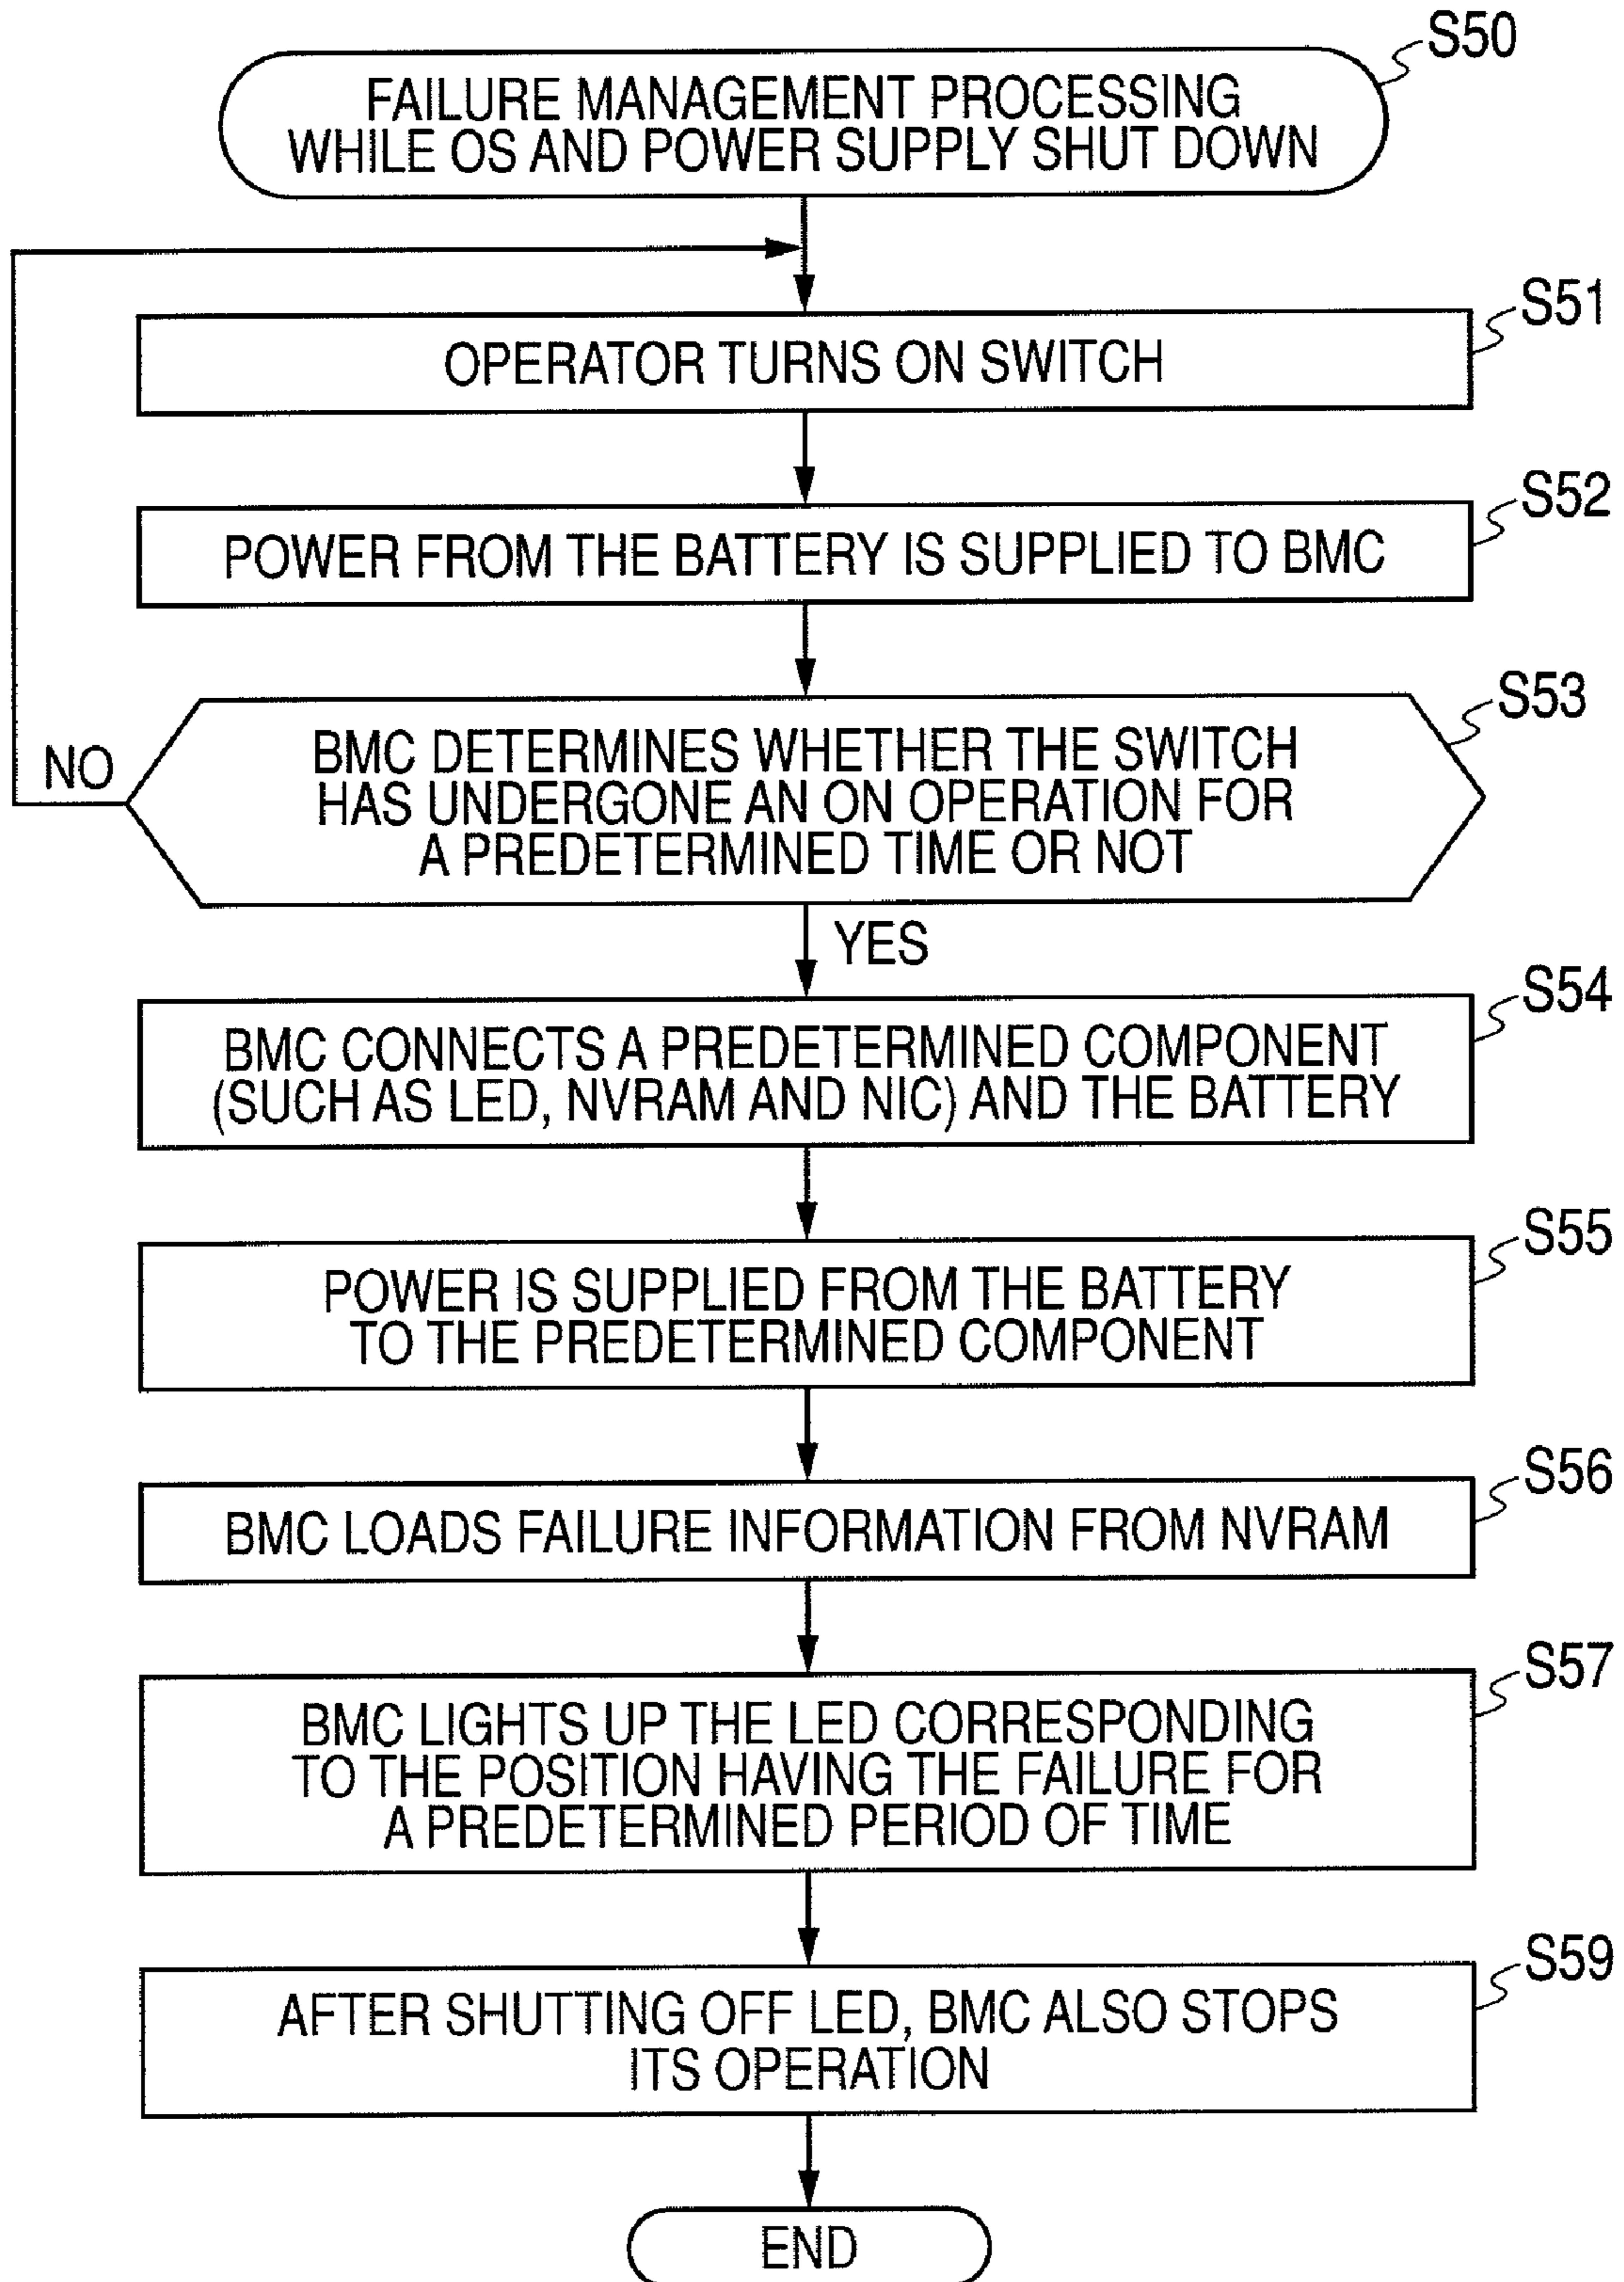 S50
FAILURE MANAGEMENT PROCESSING
WHILE OS AND POWER SUPPLY SHUT DOWN
S51
OPERATOR TURNS ON SWITCH
S52
POWER FROM THE BATTERY IS SUPPLIED TO BMC
S53
BMC DETERMINES WHETHER THE SWITCH
HAS UNDERGONE AN ON OPERATION FOR
A PREDETERMINED TIME OR NOT
NO
YES
S54
BMC CONNECTS A PREDETERMINED COMPONENT
(SUCH AS LED, NVRAM AND NIC) AND THE BATTERY
S55
POWER IS SUPPLIED FROM THE BATTERY
TO THE PREDETERMINED COMPONENT
S56
BMC LOADS FAILURE INFORMATION FROM NVRAM
S57
BMC LIGHTS UP THE LED CORRESPONDING
TO THE POSITION HAVING THE FAILURE FOR
A PREDETERMINED PERIOD OF TIME
S59
AFTER SHUTTING OFF LED, BMC ALSO STOPS
ITS OPERATION
END